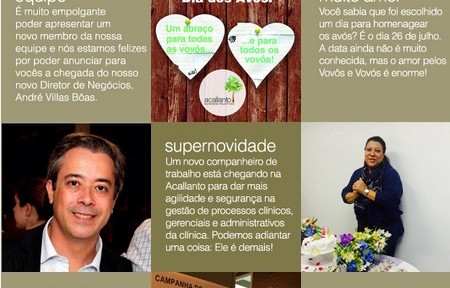 equipe
É muito empolgante
poder apresentar um
novo membro da nossa
equipe e nós estamos felizes
por poder anunciar para
vocês a chegada do nosso
novo Diretor de Negócios,
André Villas Bôas.
Dia dos Avós!
Um abraço
para todas
as vovós...
...e para
todos os
vovôs!
acallanto
muito amor
Você sabia que foi escolhido
um dia para homenagear
os avós? É o dia 26 de julho.
A data ainda não é muito
conhecida, mas o amor pelos
Vovôs e Vovós é enorme!
supernovidade
Um novo companheiro de
trabalho está chegando na
Acallanto para dar mais
agilidade e segurança na
gestão de processos clínicos,
gerenciais e administrativos
da clínica. Podemos adiantar
uma coisa: Ele é demais!
CAMPANHA DO